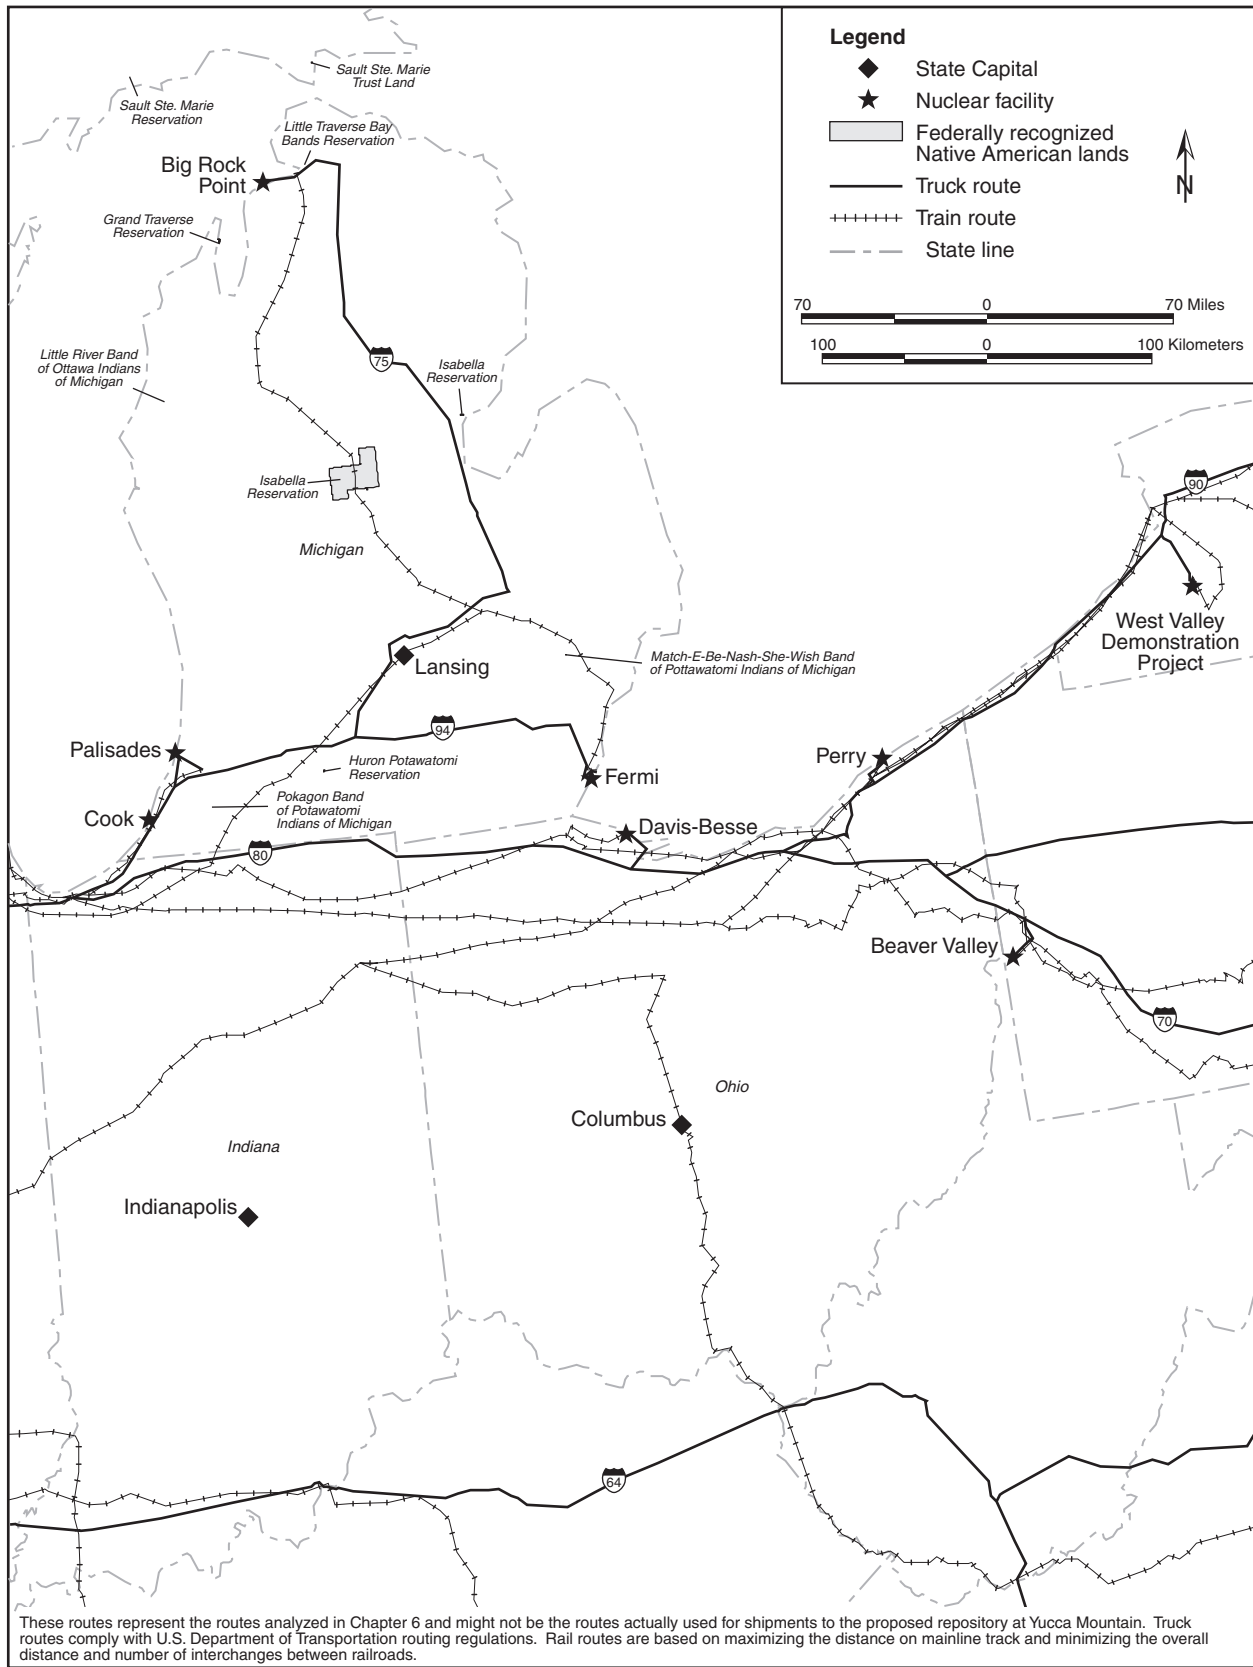 Legend
State Capital
Nuclear facility
Federally recognized
Native American lands
Truck route
Train route
State line
N
70 0 70 Miles
100 0 100 Kilometers
Sault Ste. Marie
Trust Land
Sault Ste. Marie
Reservation
Little Traverse Bay
Bands Reservation
Big Rock
Point
Grand Traverse
Reservation
Little River Band
of Ottawa Indians
of Michigan
75
Isabella
Reservation
Isabella
Reservation
Michigan
90
West Valley
Demonstration
Project
Lansing
Match-E-Be-Nash-She-Wish Band
of Pottawatomi Indians of Michigan
94
Palisades
Huron Potawatomi
Reservation
Fermi
Perry
Pokagon Band
of Potawatomi
Indians of Michigan
Cook
Davis-Besse
80
Beaver Valley
70
Ohio
Columbus
Indiana
Indianapolis
64
These routes represent the routes analyzed in Chapter 6 and might not be the routes actually used for shipments to the proposed repository at Yucca Mountain. Truck
routes comply with U.S. Department of Transportation routing regulations. Rail routes are based on maximizing the distance on mainline track and minimizing the overall
distance and number of interchanges between railroads.